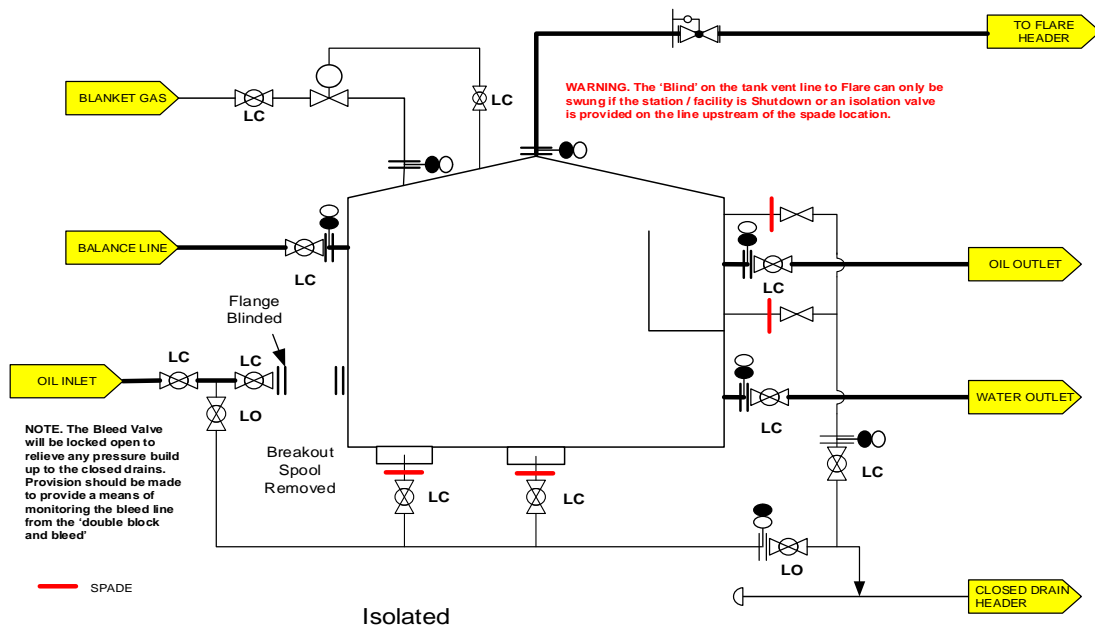 TO FLARE
HEADER
BLANKET GAS
LC
LC
WARNING. The 'Blind' on the tank vent line to Flare can only be
swung if the station / facility is Shutdown or an isolation valve
is provided on the line upstream of the spade location.
BALANCE LINE
LC
OIL OUTLET
LC
Flange
Blinded
OIL INLET
LC
LC
LO
WATER OUTLET
LC
NOTE. The Bleed Valve
will be locked open to
relieve any pressure build
up to the closed drains.
Provision should be made
to provide a means of
monitoring the bleed line
from the 'double block
and bleed'
Breakout
Spool
Removed
LC
LC
LC
LO
SPADE
CLOSED DRAIN
HEADER
Isolated